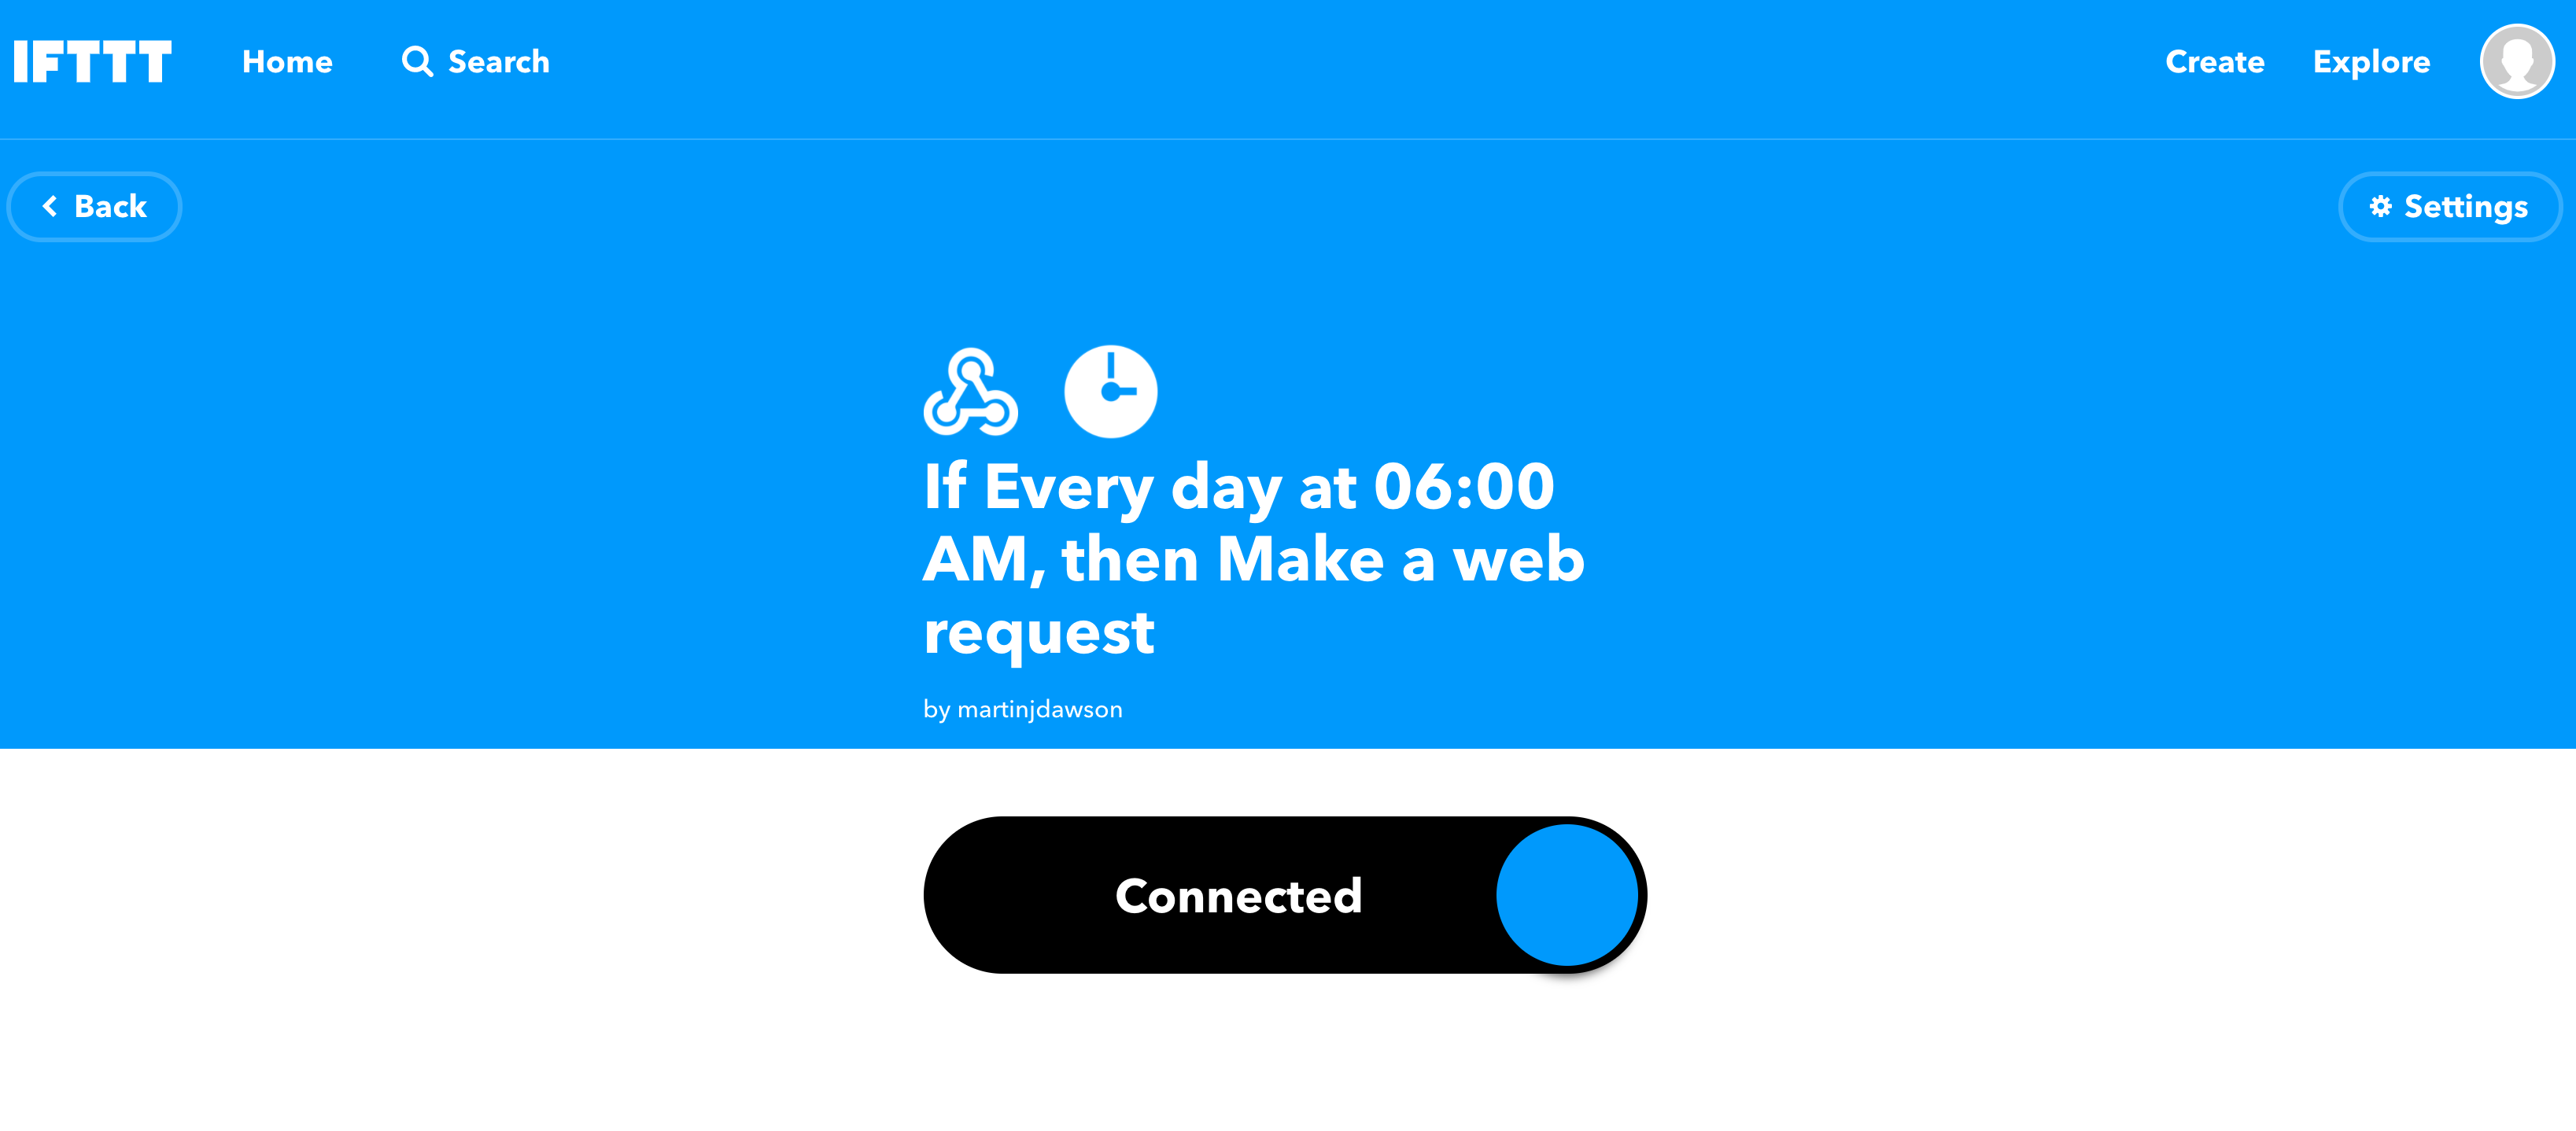 IFTTT Home Search Create Explore
Back Settings
If Every day at 06:00
AM, then Make a web
request
by martinjdawson
Connected